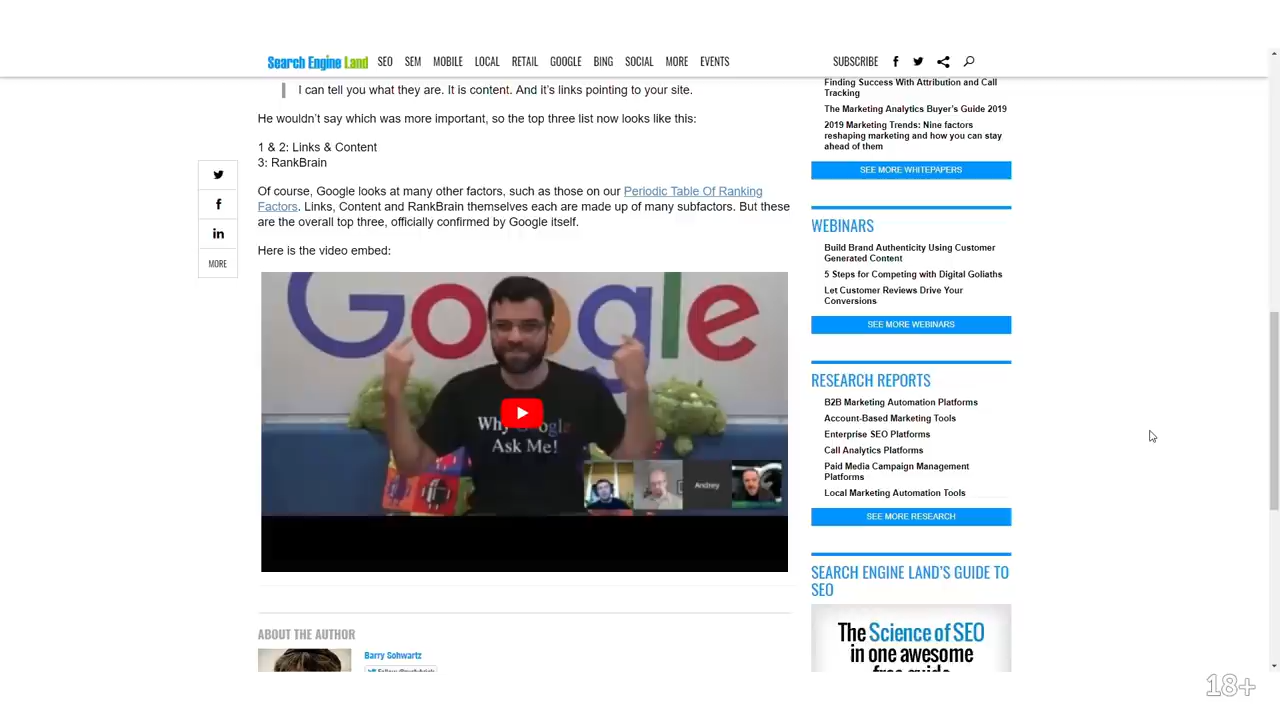 Search Engine Land SEO SEM MOBILE LOCAL RETAIL GOOGLE BING SOCIAL MORE EVENTS SUBSCRIBE
I can tell you what they are. It is content. And it’s links pointing to your site.
He wouldn’t say which was more important, so the top three list now looks like this:
1 & 2: Links & Content
3: RankBrain
Of course, Google looks at many other factors, such as those on our Periodic Table Of Ranking
Factors. Links, Content and RankBrain themselves each are made up of many subfactors. But these
are the overall top three, officially confirmed by Google itself.
Here is the video embed:
MORE
Google
Why Google
Ask Me!
Andrey
ABOUT THE AUTHOR
Barry Schwartz
Finding Success With Attribution and Call
Tracking
The Marketing Analytics Buyer’s Guide 2019
2019 Marketing Trends: Nine factors
reshaping marketing and how you can stay
ahead of them
SEE MORE WHITEPAPERS
WEBINARS
Build Brand Authenticity Using Customer
Generated Content
5 Steps for Competing with Digital Goliaths
Let Customer Reviews Drive Your
Conversions
SEE MORE WEBINARS
RESEARCH REPORTS
B2B Marketing Automation Platforms
Account-Based Marketing Tools
Enterprise SEO Platforms
Call Analytics Platforms
Paid Media Campaign Management
Platforms
Local Marketing Automation Tools
SEE MORE RESEARCH
SEARCH ENGINE LAND’S GUIDE TO
SEO
The Science of SEO
in one awesome
free guide
18+